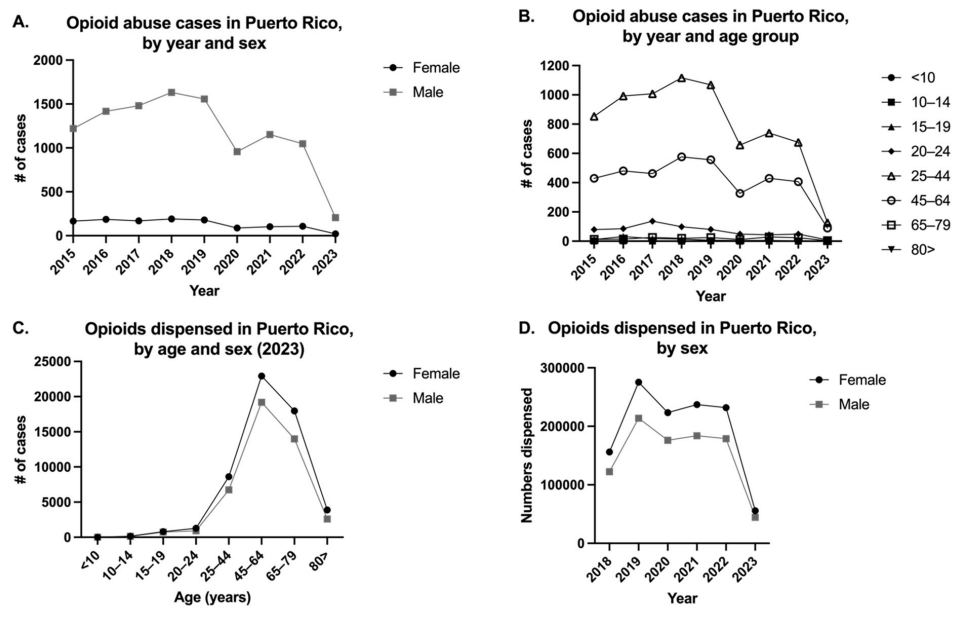 A. Opioid abuse cases in Puerto Rico,
by year and sex
# of cases
2000
1500
1000
500
0
2015 2016 2017 2018 2019 2020 2021 2022 2023
Year
Female
Male
B. Opioid abuse cases in Puerto Rico,
by year and age group
# of cases
1200
1000
800
600
400
200
0
2015 2016 2017 2018 2019 2020 2021 2022 2023
Year
<10
10–14
15–19
20–24
25–44
45–64
65–79
80>
C. Opioids dispensed in Puerto Rico,
by age and sex (2023)
# of cases
25000
20000
15000
10000
5000
0
<10 10–14 15–19 20–24 25–44 45–64 65–79 80>
Age (years)
Female
Male
D. Opioids dispensed in Puerto Rico,
by sex
Numbers dispensed
300000
200000
100000
0
2018 2019 2020 2021 2022 2023
Year
Female
Male